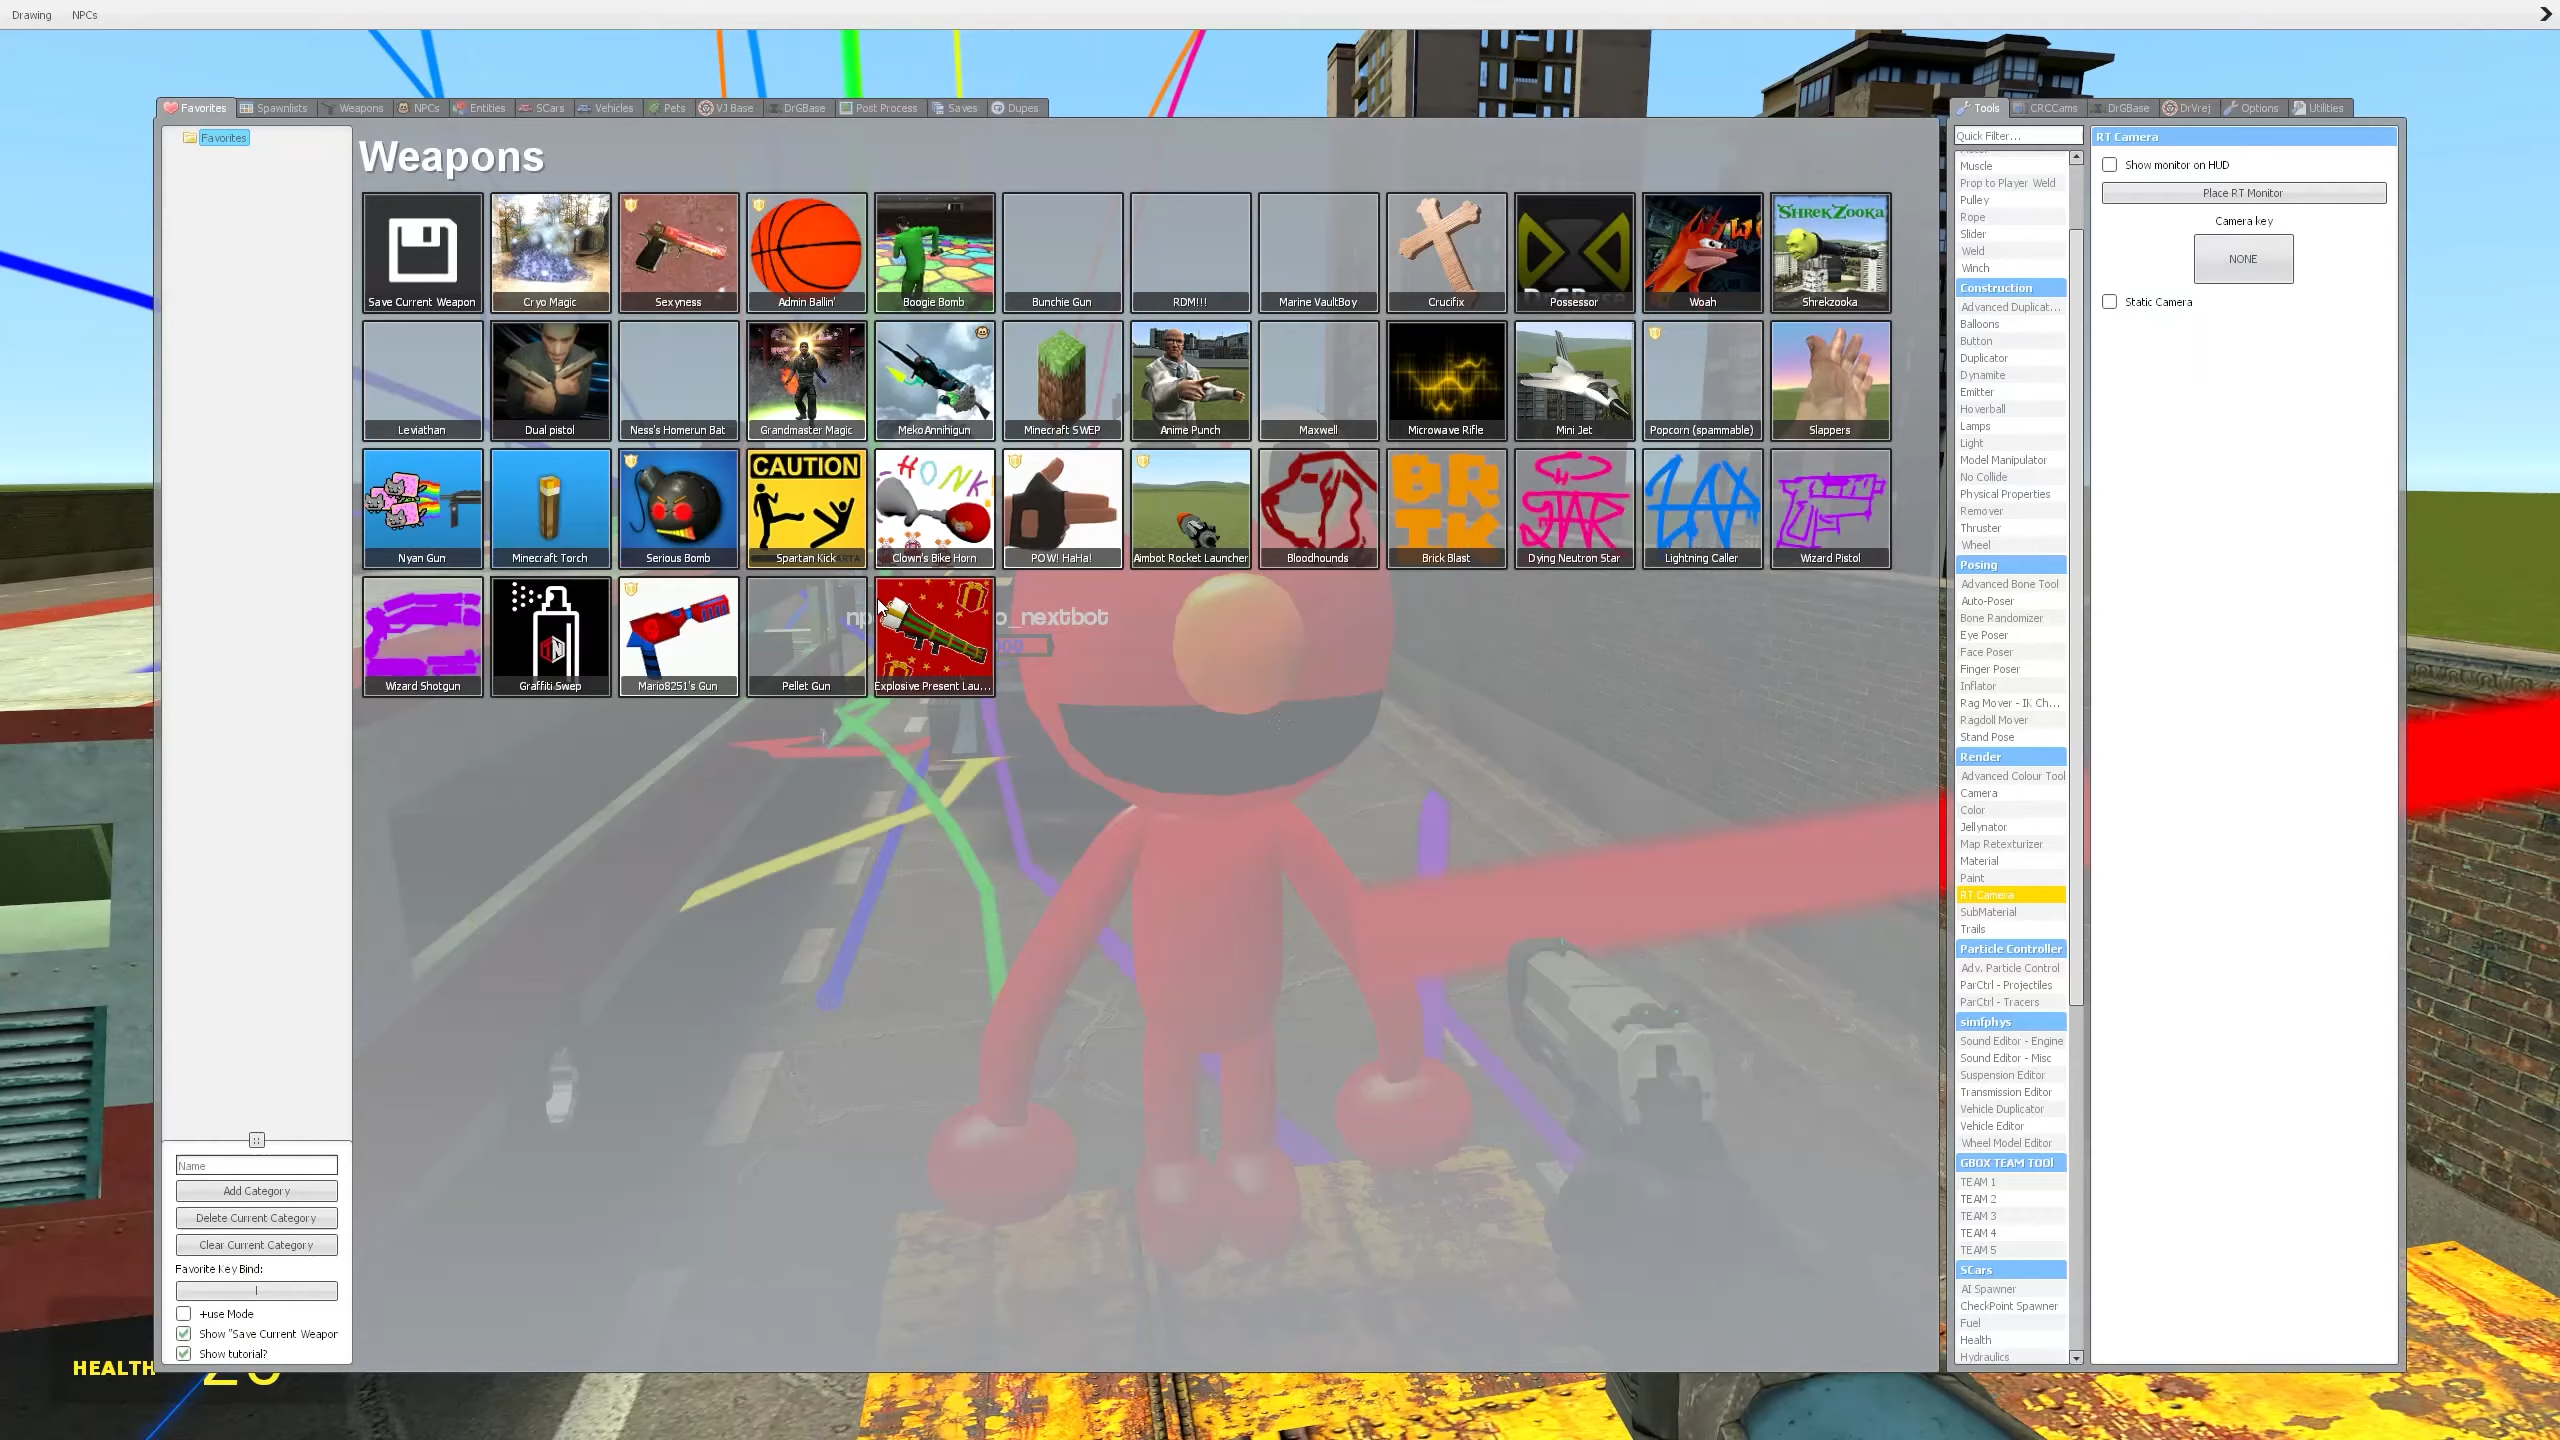 Drawing NPCs
Favorites Spawnlists Weapons NPCs Entities SCars Vehicles Pets VJ Base DrGBase Post Process Saves Dupes
Favorites
Weapons
Save Current Weapon Cryo Magic Sexyness Admin Ballin' Boogie Bomb Bunchie Gun RDM!!! Marine VaultBoy Crucifix Possessor Woah Shrekzooka
SHREKZOOKA
Leviathan Dual pistol Ness's Homerun Bat Grandmaster Magic MekoAnnihigun Minecraft SWEP Anime Punch Maxwell Microwave Rifle Mini Jet Popcorn (spammable) Slappers
CAUTION
HONK
BRIK
STAR
Nyan Gun Minecraft Torch Serious Bomb Spartan Kick Clown's Bike Horn POW! HaHa! Aimbot Rocket Launcher Bloodhounds Brick Blast Dying Neutron Star Lightning Caller Wizard Pistol
np
o_nextbot
Wizard Shotgun Graffiti Swep Mario8251's Gun Pellet Gun Explosive Present Lau...
Name
Add Category
Delete Current Category
Clear Current Category
Favorite Key Bind:
I
+use Mode
Show "Save Current Weapor
Show tutorial?
HEALTH
Tools CRCCams DrGBase DrVrej Options Utilities
Quick Filter...
Muscle
Prop to Player Weld
Pulley
Rope
Slider
Weld
Winch
Construction
Advanced Duplicat...
Balloons
Button
Duplicator
Dynamite
Emitter
Hoverball
Lamps
Light
Model Manipulator
No Collide
Physical Properties
Remover
Thruster
Wheel
Posing
Advanced Bone Tool
Auto-Poser
Bone Randomizer
Eye Poser
Face Poser
Finger Poser
Inflator
Rag Mover - IK Ch...
Ragdoll Mover
Stand Pose
Render
Advanced Colour Tool
Camera
Color
Jellynator
Map Retexturizer
Material
Paint
RT Camera
SubMaterial
Trails
Particle Controller
Adv. Particle Control
ParCtrl - Projectiles
ParCtrl - Tracers
simfphys
Sound Editor - Engine
Sound Editor - Misc
Suspension Editor
Transmission Editor
Vehicle Duplicator
Vehicle Editor
Wheel Model Editor
GBOX TEAM TOOl
TEAM 1
TEAM 2
TEAM 3
TEAM 4
TEAM 5
SCars
AI Spawner
CheckPoint Spawner
Fuel
Health
Hydraulics
RT Camera
Show monitor on HUD
Place RT Monitor
Camera key
NONE
Static Camera